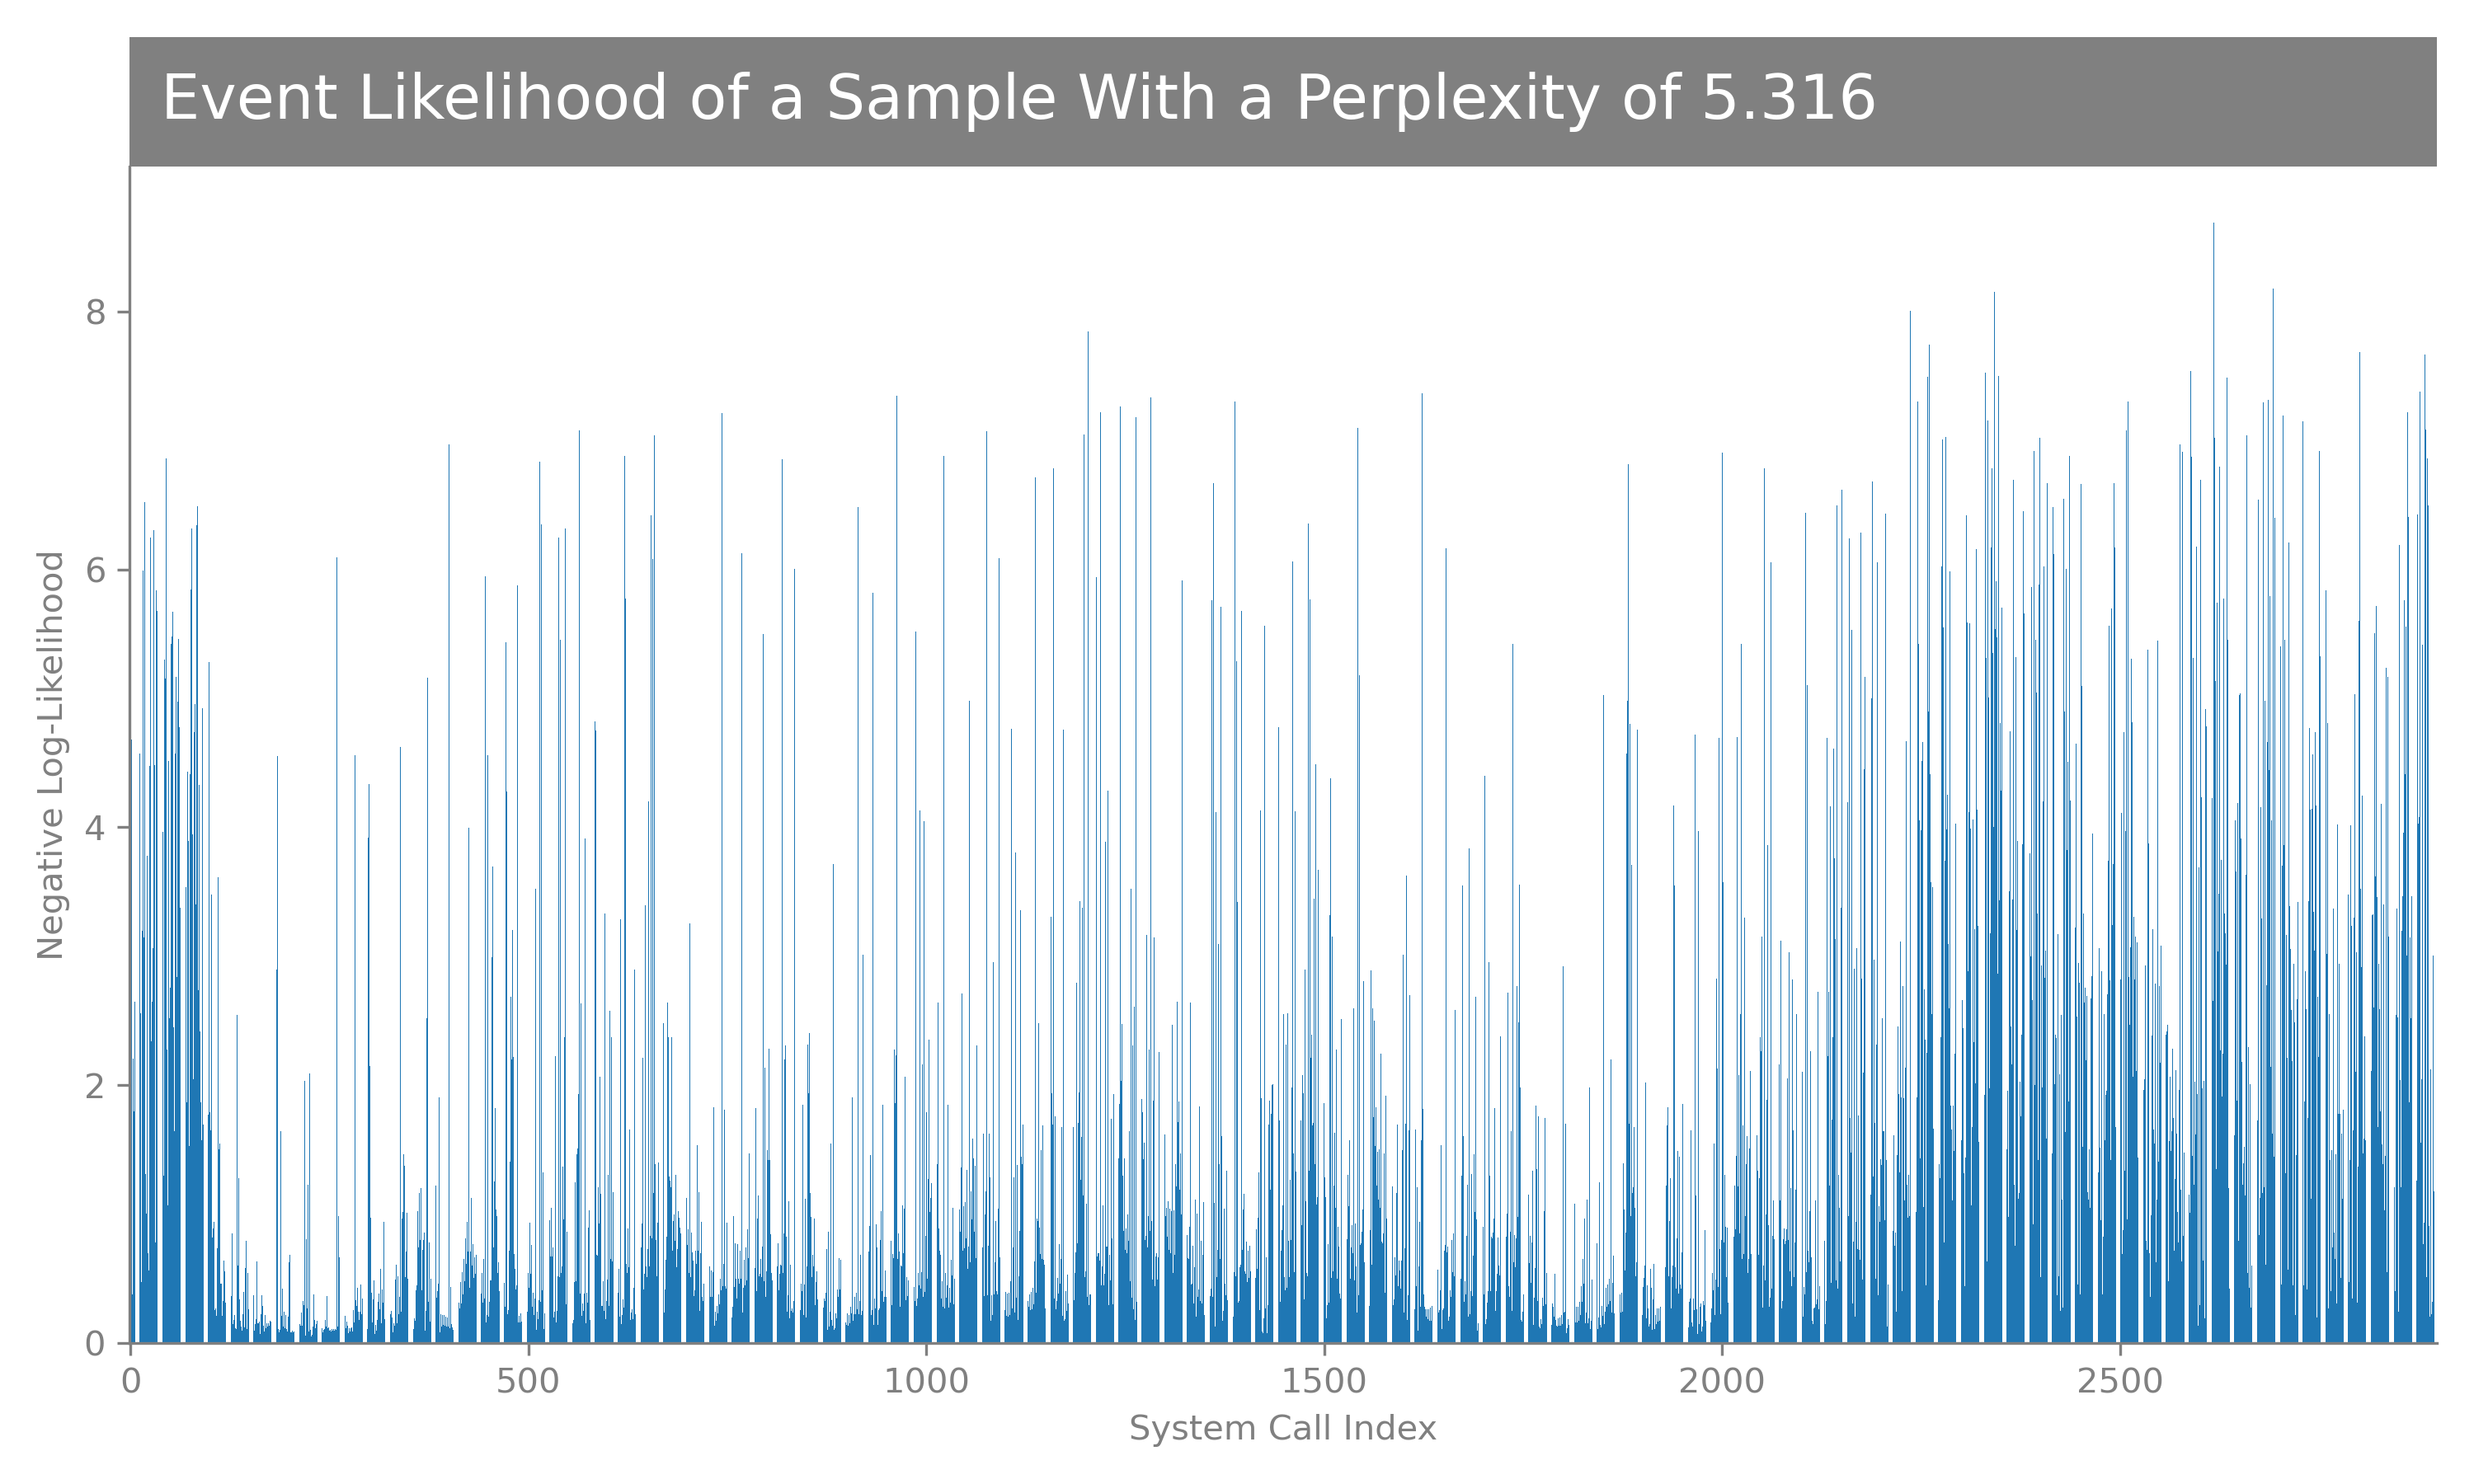 Event Likelihood of a Sample With a Perplexity of 5.316
8
6
4
2
0
Negative Log-Likelihood
0 500 1000 1500 2000 2500
System Call Index